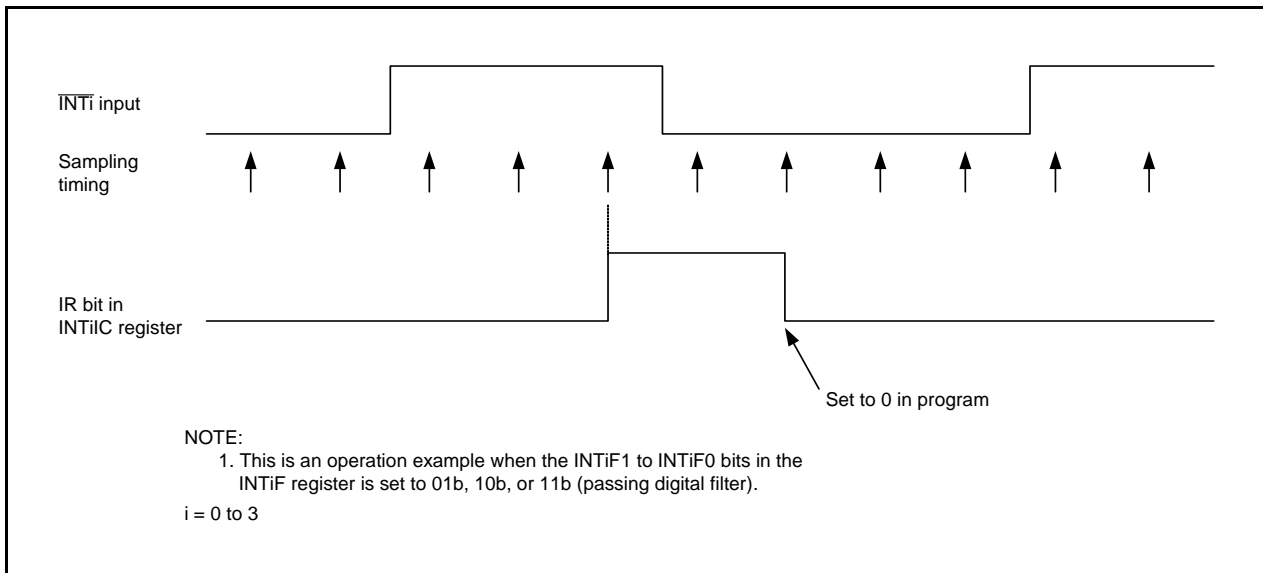 INTi input
Sampling
timing
IR bit in
INTiIC register
Set to 0 in program
NOTE:
1. This is an operation example when the INTiF1 to INTiF0 bits in the
INTiF register is set to 01b, 10b, or 11b (passing digital filter).
i = 0 to 3